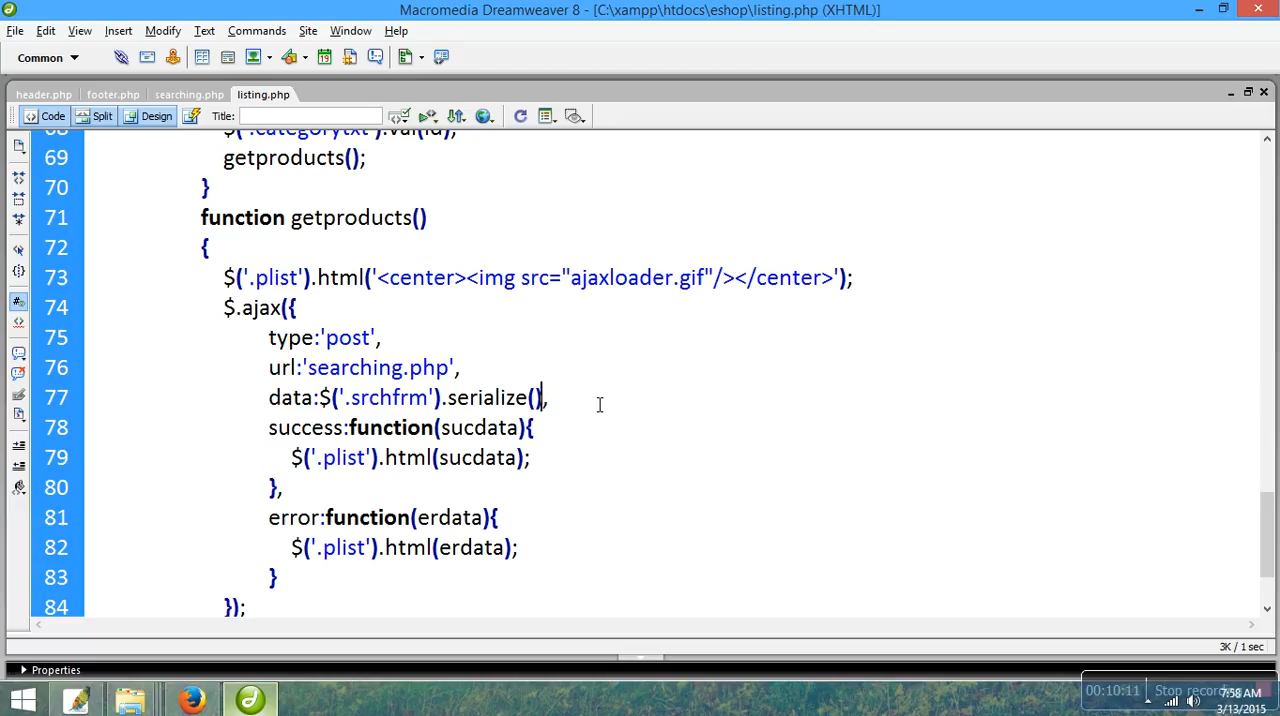 Macromedia Dreamweaver 8 - [C:\xampp\htdocs\eshop\listing.php (XHTML)]
File Edit View Insert Modify Text Commands Site Window Help
Common
header.php footer.php searching.php listing.php
Code Split Design Title:
68 $('.categorytxt').val(id);
69 getproducts();
70 }
71 function getproducts()
72 {
73 $('.plist').html('<center><img src="ajaxloader.gif"/></center>');
74 $.ajax({
75 type:'post',
76 url:'searching.php',
77 data:$('.srchfrm').serialize(),
78 success:function(sucdata){
79 $('.plist').html(sucdata);
80 },
81 error:function(erdata){
82 $('.plist').html(erdata);
83 }
84 });
3K / 1 sec
Properties
00:10:11 Stop
7:58 AM
3/13/2015